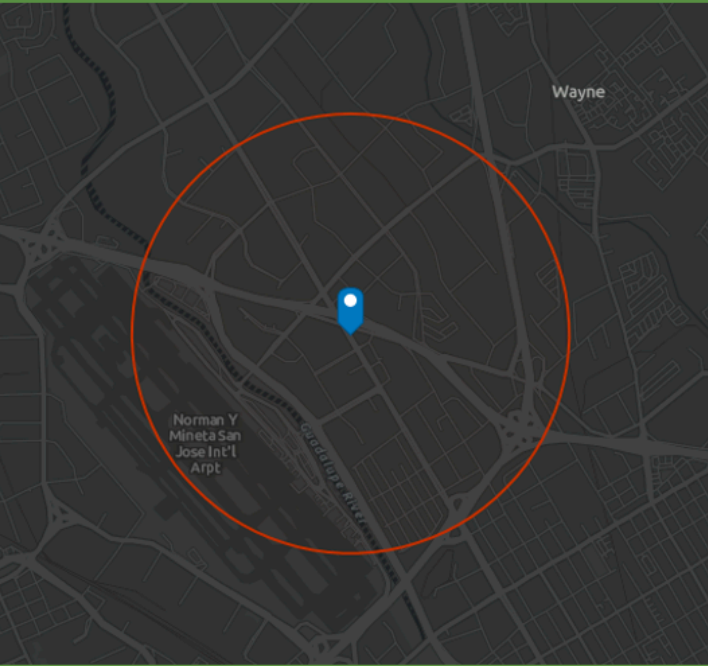 Wayne
Norman Y
Mineta San
Jose Int'l
Arpt
Guadalupe River